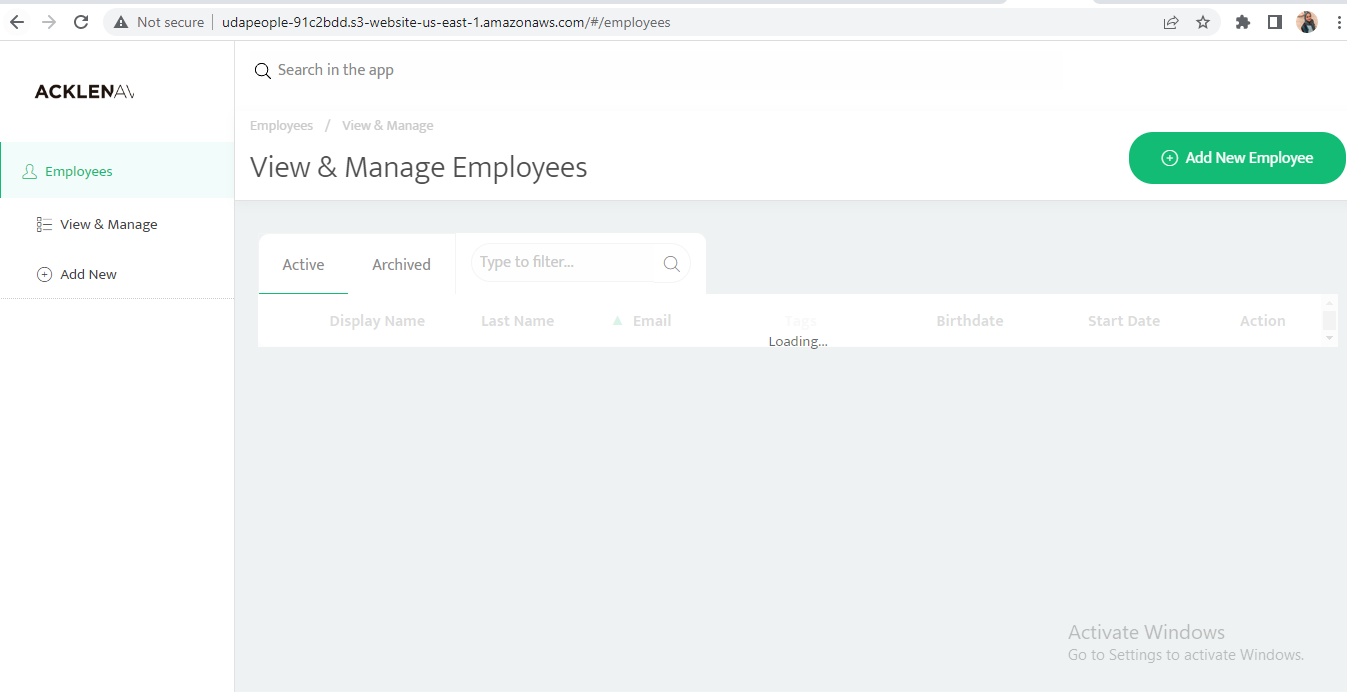 Not secure
udapeople-91c2bdd.s3-website-us-east-1.amazonaws.com/#/employees
ACKLENAV
Search in the app
Employees / View & Manage
View & Manage Employees
Add New Employee
Employees
View & Manage
Add New
Active Archived Type to filter...
Display Name Last Name Email Tags Birthdate Start Date Action
Loading...
Activate Windows
Go to Settings to activate Windows.